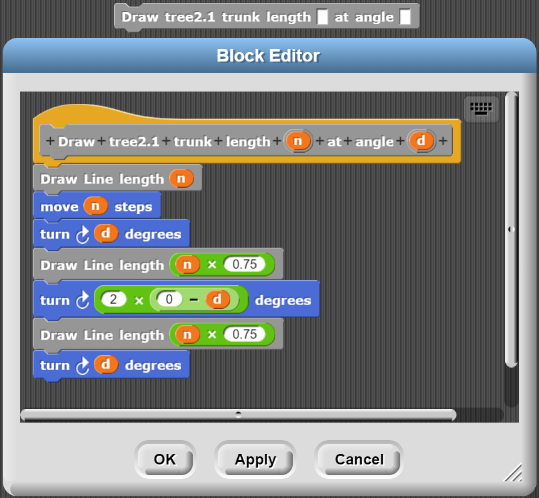 Draw tree2.1 trunk length at angle
Block Editor
+ Draw + tree2.1 + trunk + length + n + at + angle + d +
Draw Line length n
move n steps
turn d degrees
Draw Line length n × 0.75
turn 2 × 0 − d degrees
Draw Line length n × 0.75
turn d degrees
OK Apply Cancel